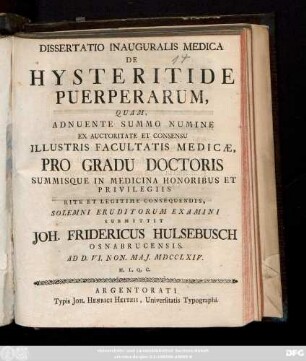 DISSERTATIO INAUGURALIS MEDICA
DE
HYSTERITIDE
PUERPERARUM,
QUAM,
ADNUENTE SUMMO NUMINE
EX AUCTORITATE ET CONSENSU
ILLUSTRIS FACULTATIS MEDICÆ,
PRO GRADU DOCTORIS
SUMMISQUE IN MEDICINA HONORIBUS ET
PRIVILEGIIS
RITE ET LEGITIME CONSEQUENDIS,
SOLEMNI ERUDITORUM EXAMINI
SUBMITTIT
JOH. FRIDERICUS HULSEBUSCH
OSNABRUCENSIS.
AD D. VI. NON. MAJ. MDCCLXIV.
H. L. Q. C.
ARGENTORATI
Typis JOH. HENRICI HEITZII, Universitatis Typographi.